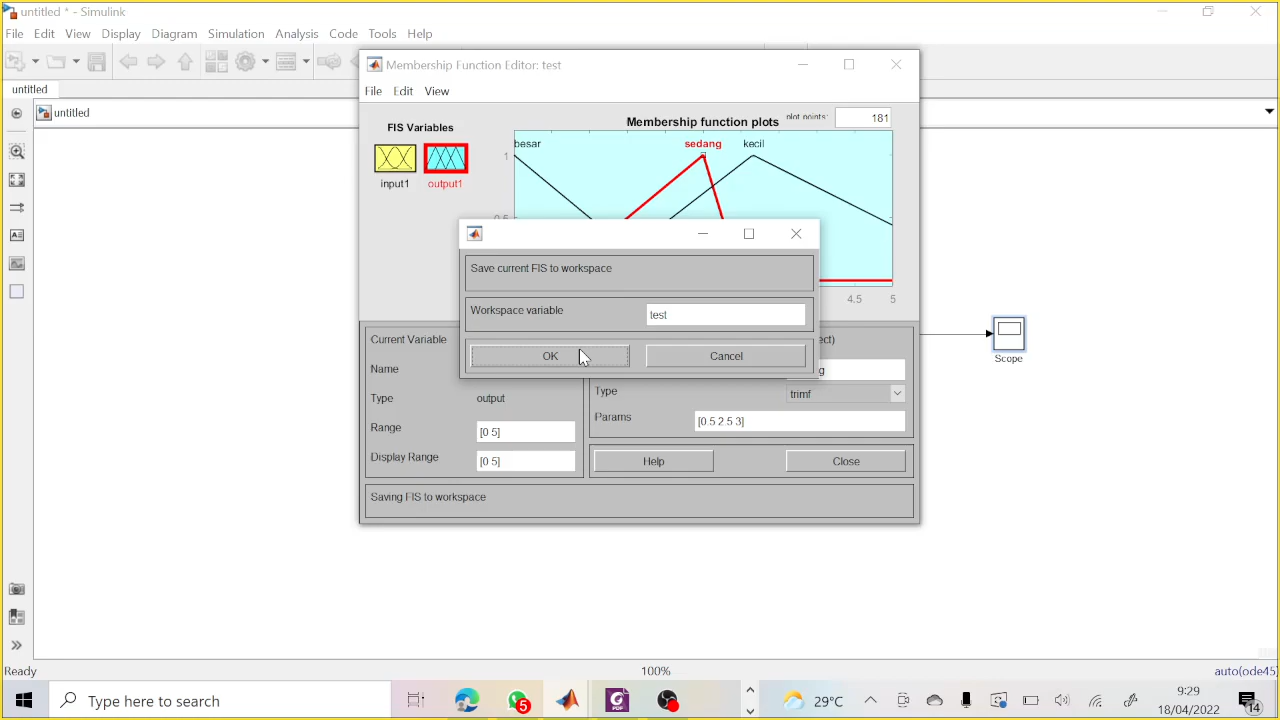 untitled * - Simulink
File Edit View Display Diagram Simulation Analysis Code Tools Help
untitled
untitled
Membership Function Editor: test
File Edit View
FIS Variables
input1
output1
Membership function plots
plot points:
181
besar
sedang
kecil
1
0.5
4.5
5
Save current FIS to workspace
Workspace variable
test
OK
Cancel
Current Variable
Name
Type
output
Range
[0 5]
Display Range
[0 5]
Type
trimf
Params
[0.5 2.5 3]
Help
Close
Saving FIS to workspace
Scope
Ready
100%
auto(ode45)
Type here to search
5
PDF
29°C
9:29
18/04/2022
14